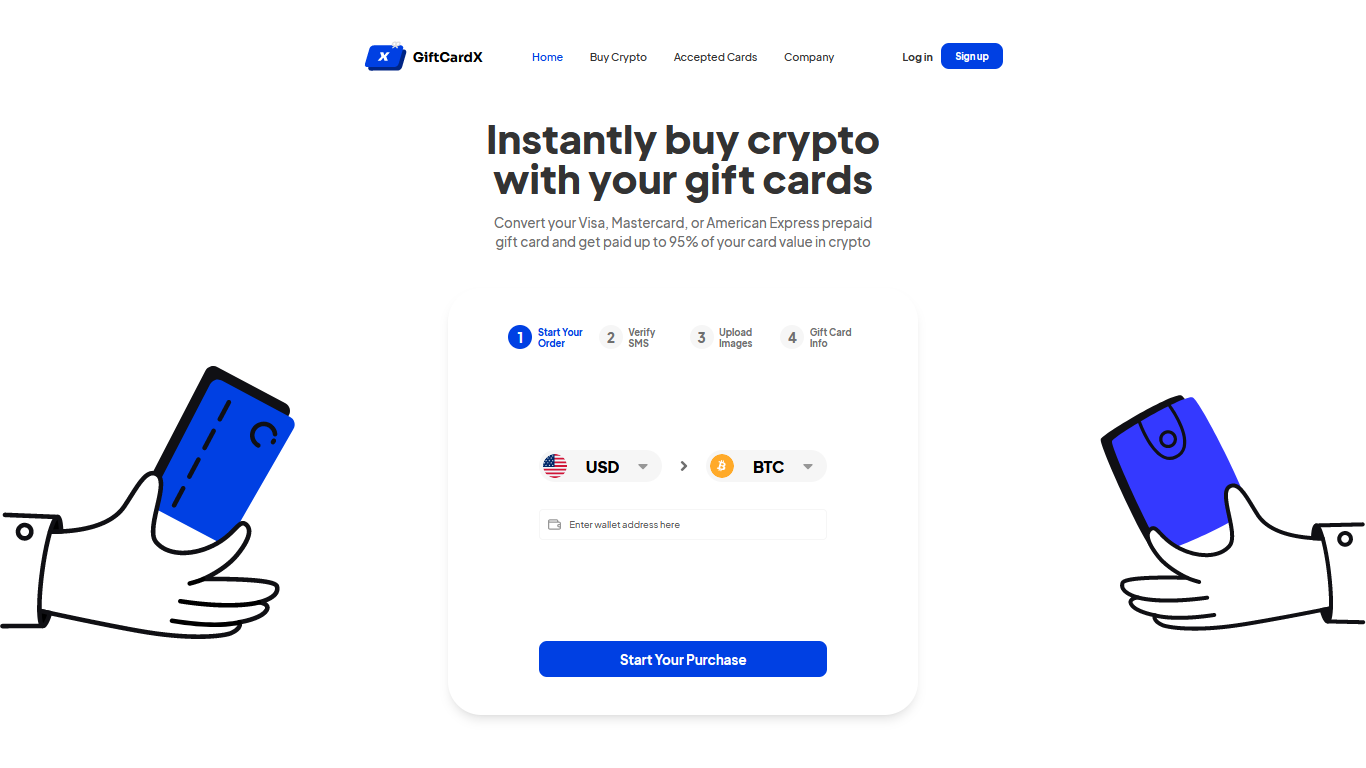 X GiftCardX
Home Buy Crypto Accepted Cards Company
Log in Sign up
Instantly buy crypto
with your gift cards
Convert your Visa, Mastercard, or American Express prepaid
gift card and get paid up to 95% of your card value in crypto
1 Start Your
Order
2 Verify
SMS
3 Upload
Images
4 Gift Card
Info
USD
BTC
Enter wallet address here
Start Your Purchase